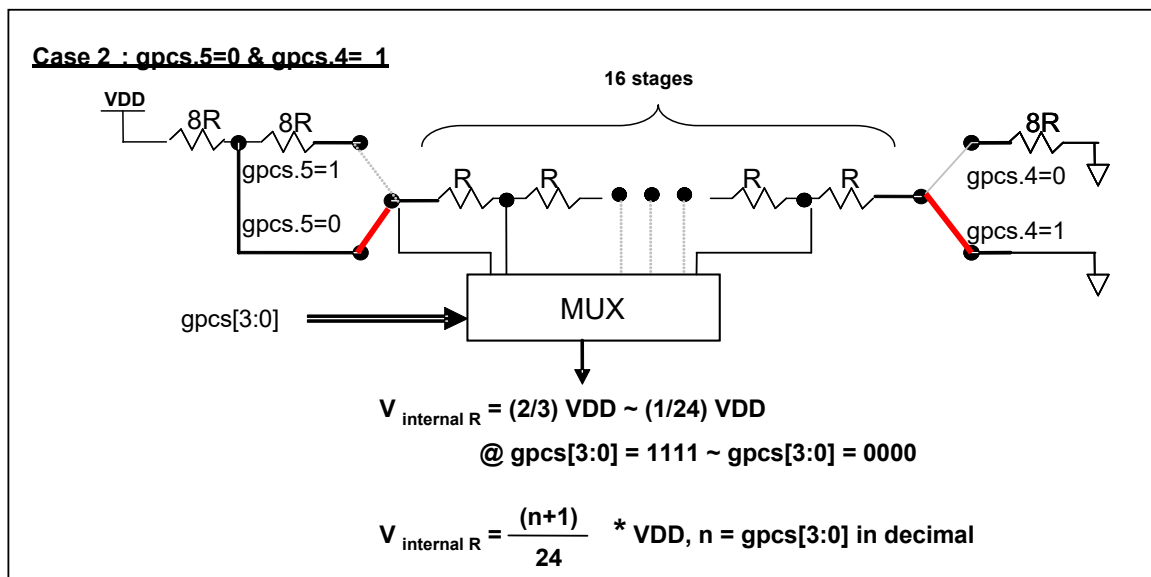 Case 2 : gpcs.5=0 & gpcs.4= 1
16 stages
VDD
8R 8R 8R
gpcs.5=1 R R R R gpcs.4=0
gpcs.5=0 gpcs.4=1
MUX
gpcs[3:0]
V internal R = (2/3) VDD ~ (1/24) VDD
@ gpcs[3:0] = 1111 ~ gpcs[3:0] = 0000
V internal R = (n+1) / 24 * VDD, n = gpcs[3:0] in decimal